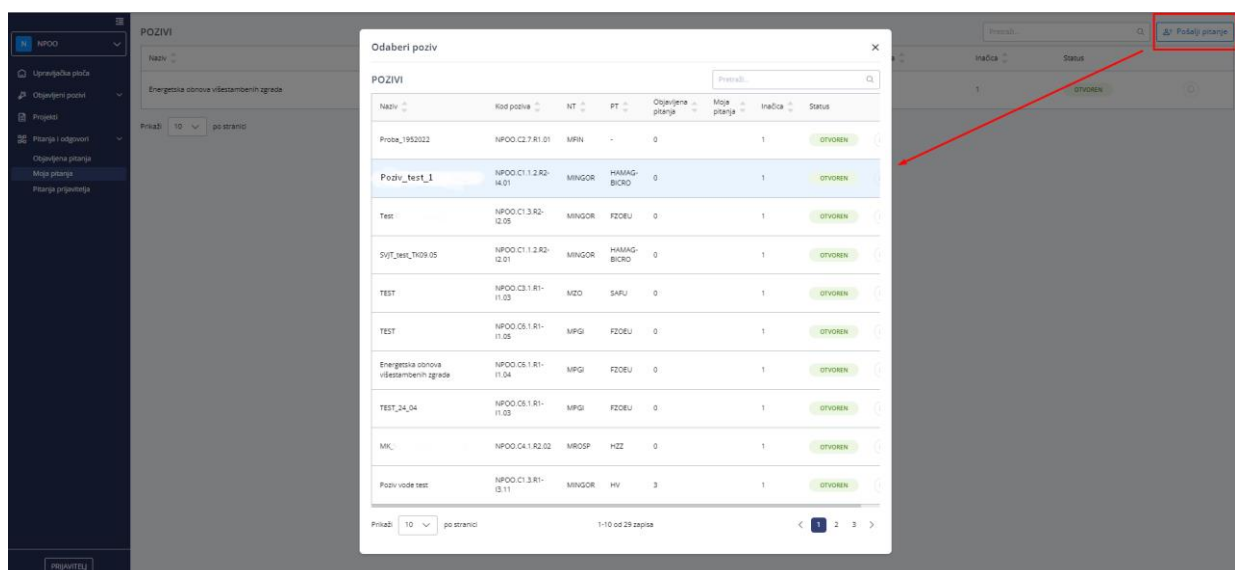 N NPOO
Upravljačka ploča
Objavljeni pozivi
Projekti
Pitanja i odgovori
Objavljena pitanja
Moja pitanja
Pitanja prijavitelja
PRIJAVITELJ
POZIVI
Pretraži...
Pošalji pitanje
Naziv
Inačica
Status
Energetska obnova višestambenih zgrada
1
OTVOREN
Prikaži 10 po stranici
Odaberi poziv
POZIVI
Pretraži...
Naziv Kod poziva NT PT Objavljena Moja Inačica Status
pitanja pitanja
Proba_1952022 NPOO.C2.7.R1.01 MFIN - 0 1 OTVOREN
Poziv_test_1 NPOO.C1.1.2.R2- MINGOR HAMAG- 0 1 OTVOREN
I4.01 BICRO
Test NPOO.C1.3.R2- MINGOR FZOEU 0 1 OTVOREN
I2.05
SVJT_test_TK09.05 NPOO.C1.1.2.R2- MINGOR HAMAG- 0 1 OTVOREN
I2.01 BICRO
TEST NPOO.C3.1.R1- MZO SAFU 0 1 OTVOREN
I1.03
TEST NPOO.C6.1.R1- MPGI FZOEU 0 1 OTVOREN
I1.05
Energetska obnova NPOO.C6.1.R1- MPGI FZOEU 0 1 OTVOREN
višestambenih zgrada I1.04
TEST_24_04 NPOO.C6.1.R1- MPGI FZOEU 0 1 OTVOREN
I1.03
MK_ NPOO.C4.1.R2.02 MROSP HZZ 0 1 OTVOREN
Poziv vode test NPOO.C1.3.R1- MINGOR HV 3 1 OTVOREN
I3.11
Prikaži 10 po stranici 1-10 od 29 zapisa 1 2 3